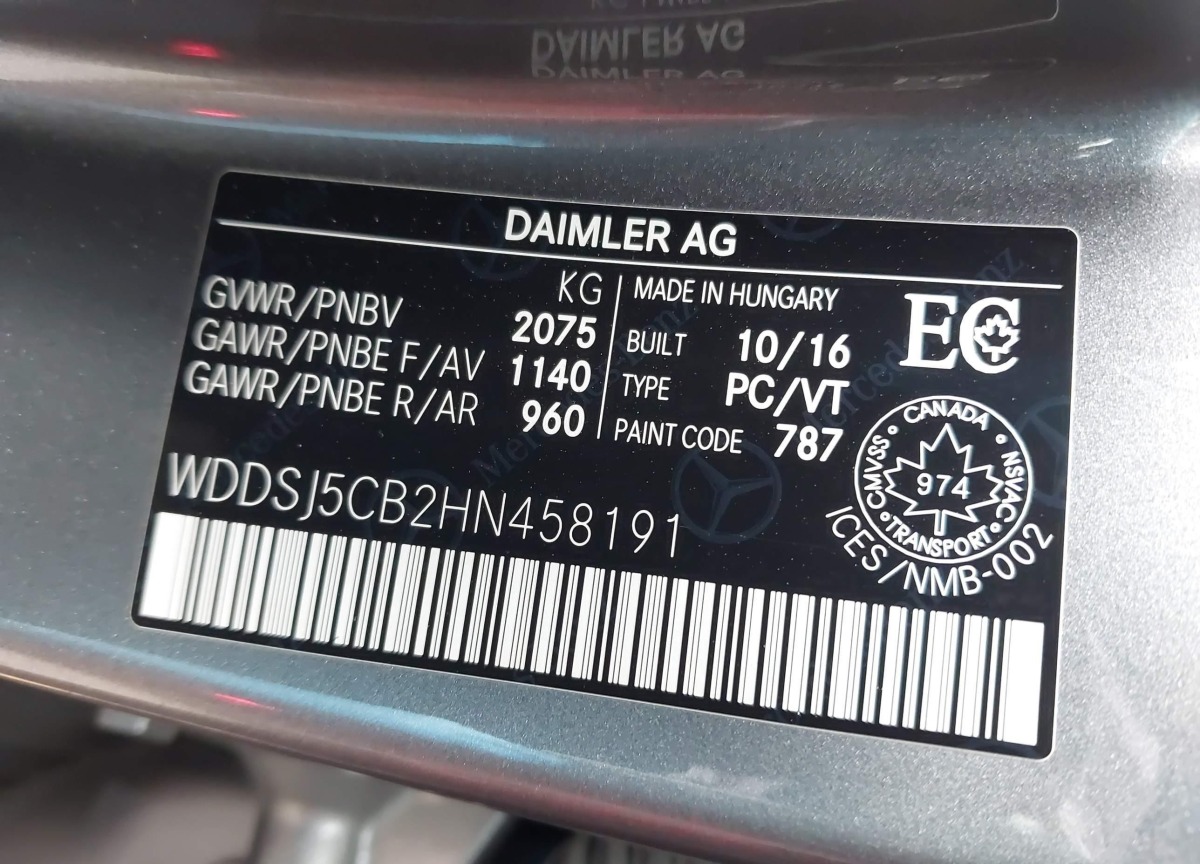 DAIMLER AG
KG
GVWR/PNBV 2075
GAWR/PNBE F/AV 1140
GAWR/PNBE R/AR 960
MADE IN HUNGARY
BUILT 10/16
TYPE PC/VT
PAINT CODE 787
EC
CANADA
CMVSS NSVAC
974
TRANSPORT
ICES/NMB-002
WDDSJ5CB2HN458191
Mercedes-Benz
DAIMLER AG